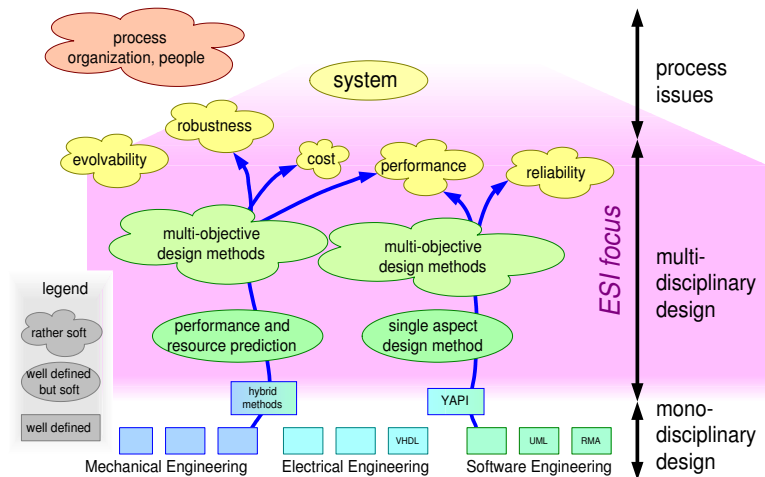 process
organization, people
system
process
issues
robustness
evolvability
cost
performance
reliability
multi-objective
design methods
multi-objective
design methods
ESI focus
multi-
disciplinary
design
legend
rather soft
well defined
but soft
well defined
performance and
resource prediction
single aspect
design method
hybrid
methods
YAPI
mono-
disciplinary
design
VHDL
UML
RMA
Mechanical Engineering
Electrical Engineering
Software Engineering